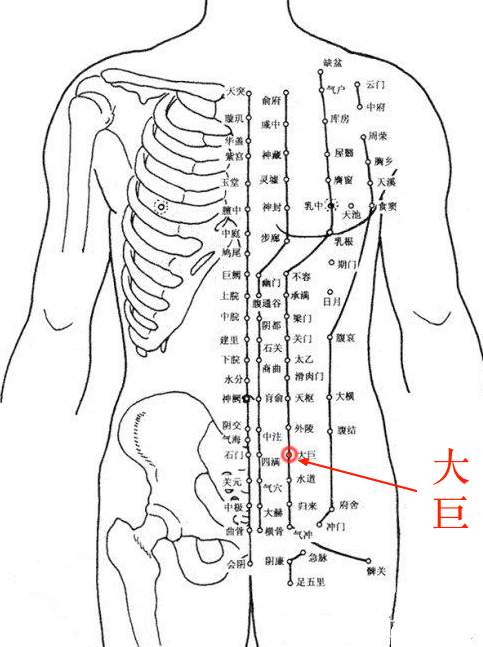 天突
璇玑
华盖
紫宫
玉堂
膻中
中庭
鸠尾
巨阙
上脘
中脘
建里
下脘
水分
神阙
阴交
气海
石门
关元
中极
曲骨
会阴
俞府
彧中
神藏
灵墟
神封
步廊
幽门
腹通谷
阴都
石关
商曲
肓俞
中注
四满
气穴
大赫
横骨
缺盆
气户
库房
屋翳
膺窗
乳中
乳根
不容
承满
梁门
关门
太乙
滑肉门
天枢
外陵
大巨
水道
归来
气冲
云门
中府
周荣
胸乡
天溪
食窦
天池
期门
日月
腹哀
大横
腹结
府舍
冲门
急脉
阴廉
足五里
髀关
大
巨